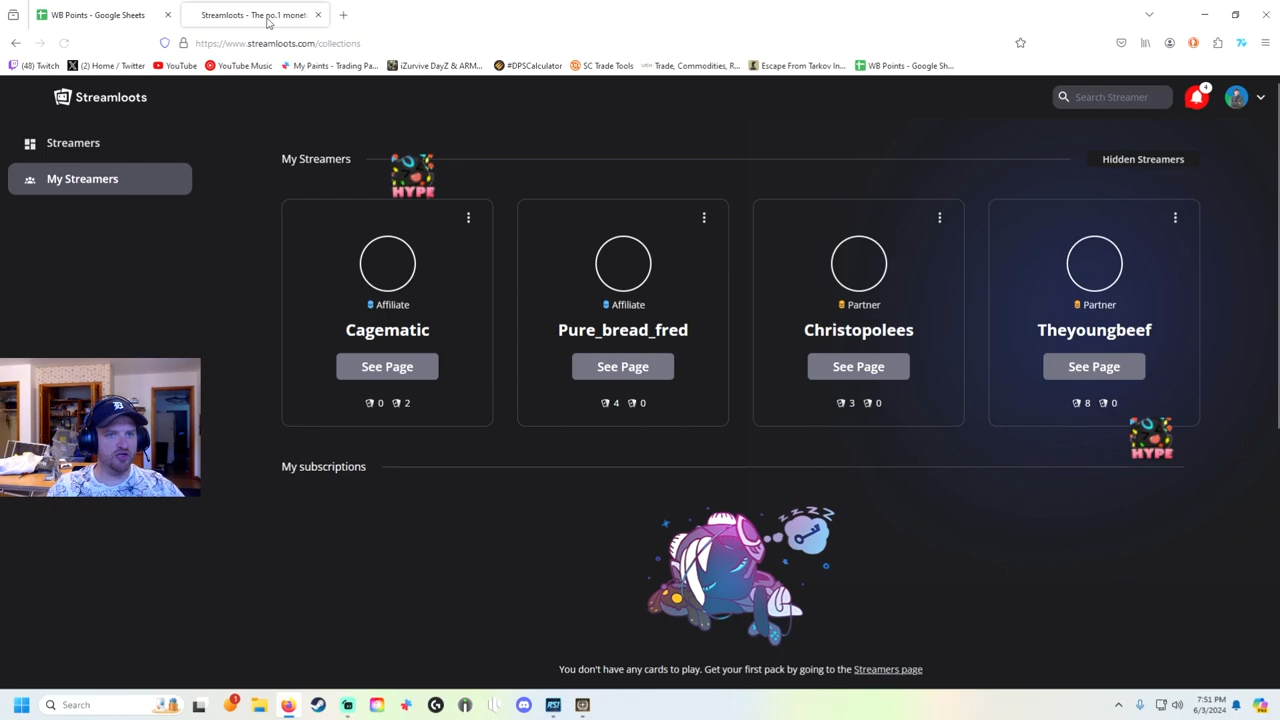 WB Points - Google Sheets
Streamloots - The no.1 monet
https://www.streamloots.com/collections
(48) Twitch
(2) Home / Twitter
YouTube
YouTube Music
My Paints - Trading Pa...
iZurvive DayZ & ARM...
#DPSCalculator
SC Trade Tools
Trade, Commodities, R...
Escape From Tarkov In...
WB Points - Google Sh...
Streamloots
Search Streamer
4
Streamers
My Streamers
My Streamers
Hidden Streamers
HYPE
Affiliate
Affiliate
Partner
Partner
Cagematic
Pure_bread_fred
Christopolees
Theyoungbeef
See Page
See Page
See Page
See Page
0 2
4 0
3 0
8 0
HYPE
My subscriptions
ZZZZ
You don't have any cards to play. Get your first pack by going to the Streamers page
Search
1
RSI
7:51 PM
6/3/2024